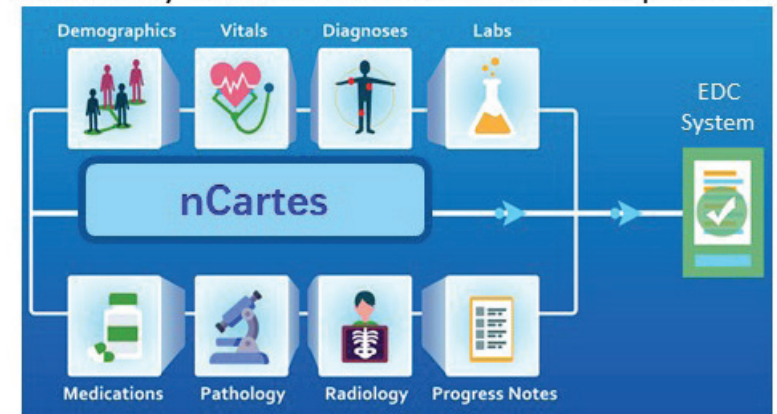 Demographics Vitals Diagnoses Labs
EDC
System
nCartes
Medications Pathology Radiology Progress Notes